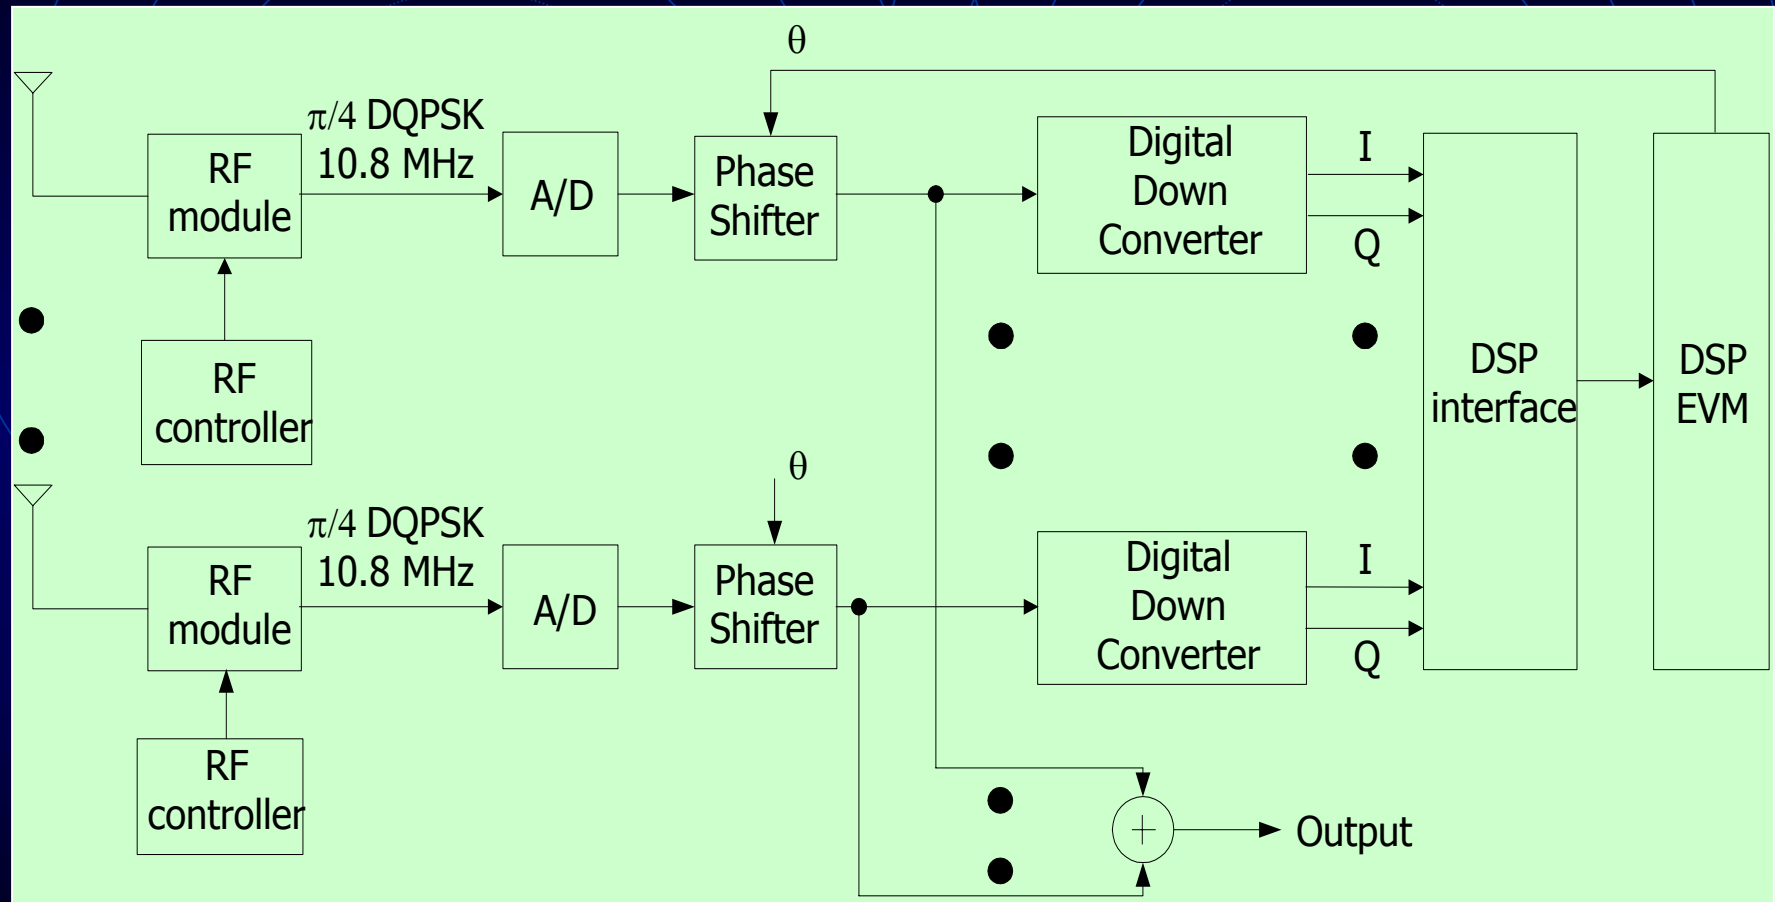 θ
π/4 DQPSK
10.8 MHz
RF
module
A/D
Phase
Shifter
Digital
Down
Converter
I
Q
RF
controller
DSP
interface
DSP
EVM
θ
π/4 DQPSK
10.8 MHz
RF
module
A/D
Phase
Shifter
Digital
Down
Converter
I
Q
RF
controller
+
Output